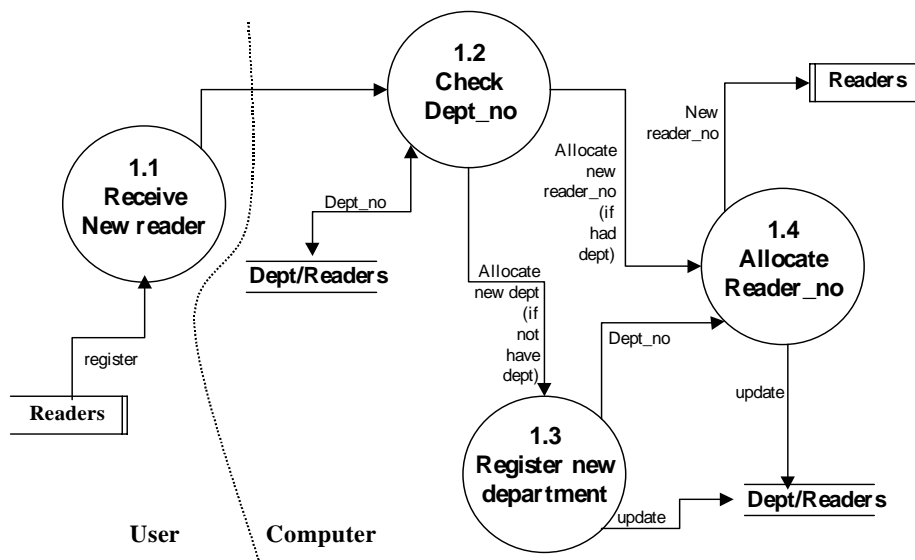 1.1
Receive
New reader
register
Readers
User
Computer
1.2
Check
Dept_no
Dept_no
Dept/Readers
Allocate
new dept
(if
not
have
dept)
Allocate
new
reader_no
(if
had
dept)
New
reader_no
Readers
1.4
Allocate
Reader_no
Dept_no
update
1.3
Register new
department
update
Dept/Readers